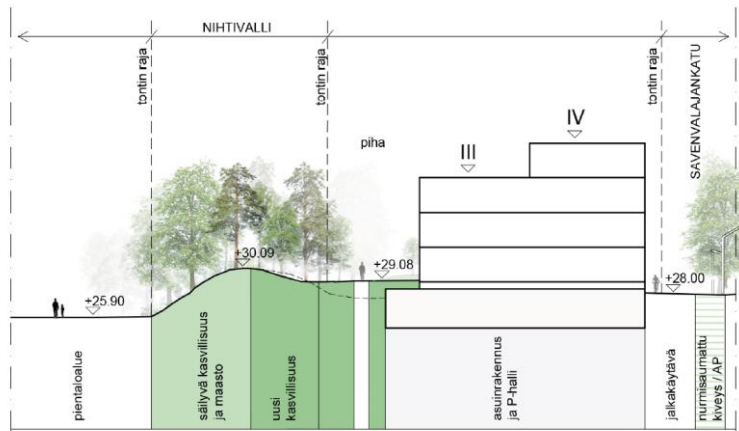 NIHTIVALLI
tontin raja
tontin raja
tontin raja
SAVENVALAJANKATU
piha
III
IV
+25.90
+30.09
+29.08
+28.00
pientaloalue
säilyvä kasvillisuus
ja maasto
uusi
kasvillisuus
asuinrakennus
ja P-halli
jalkakäytävä
nurmisaumattu
kiveys / AP